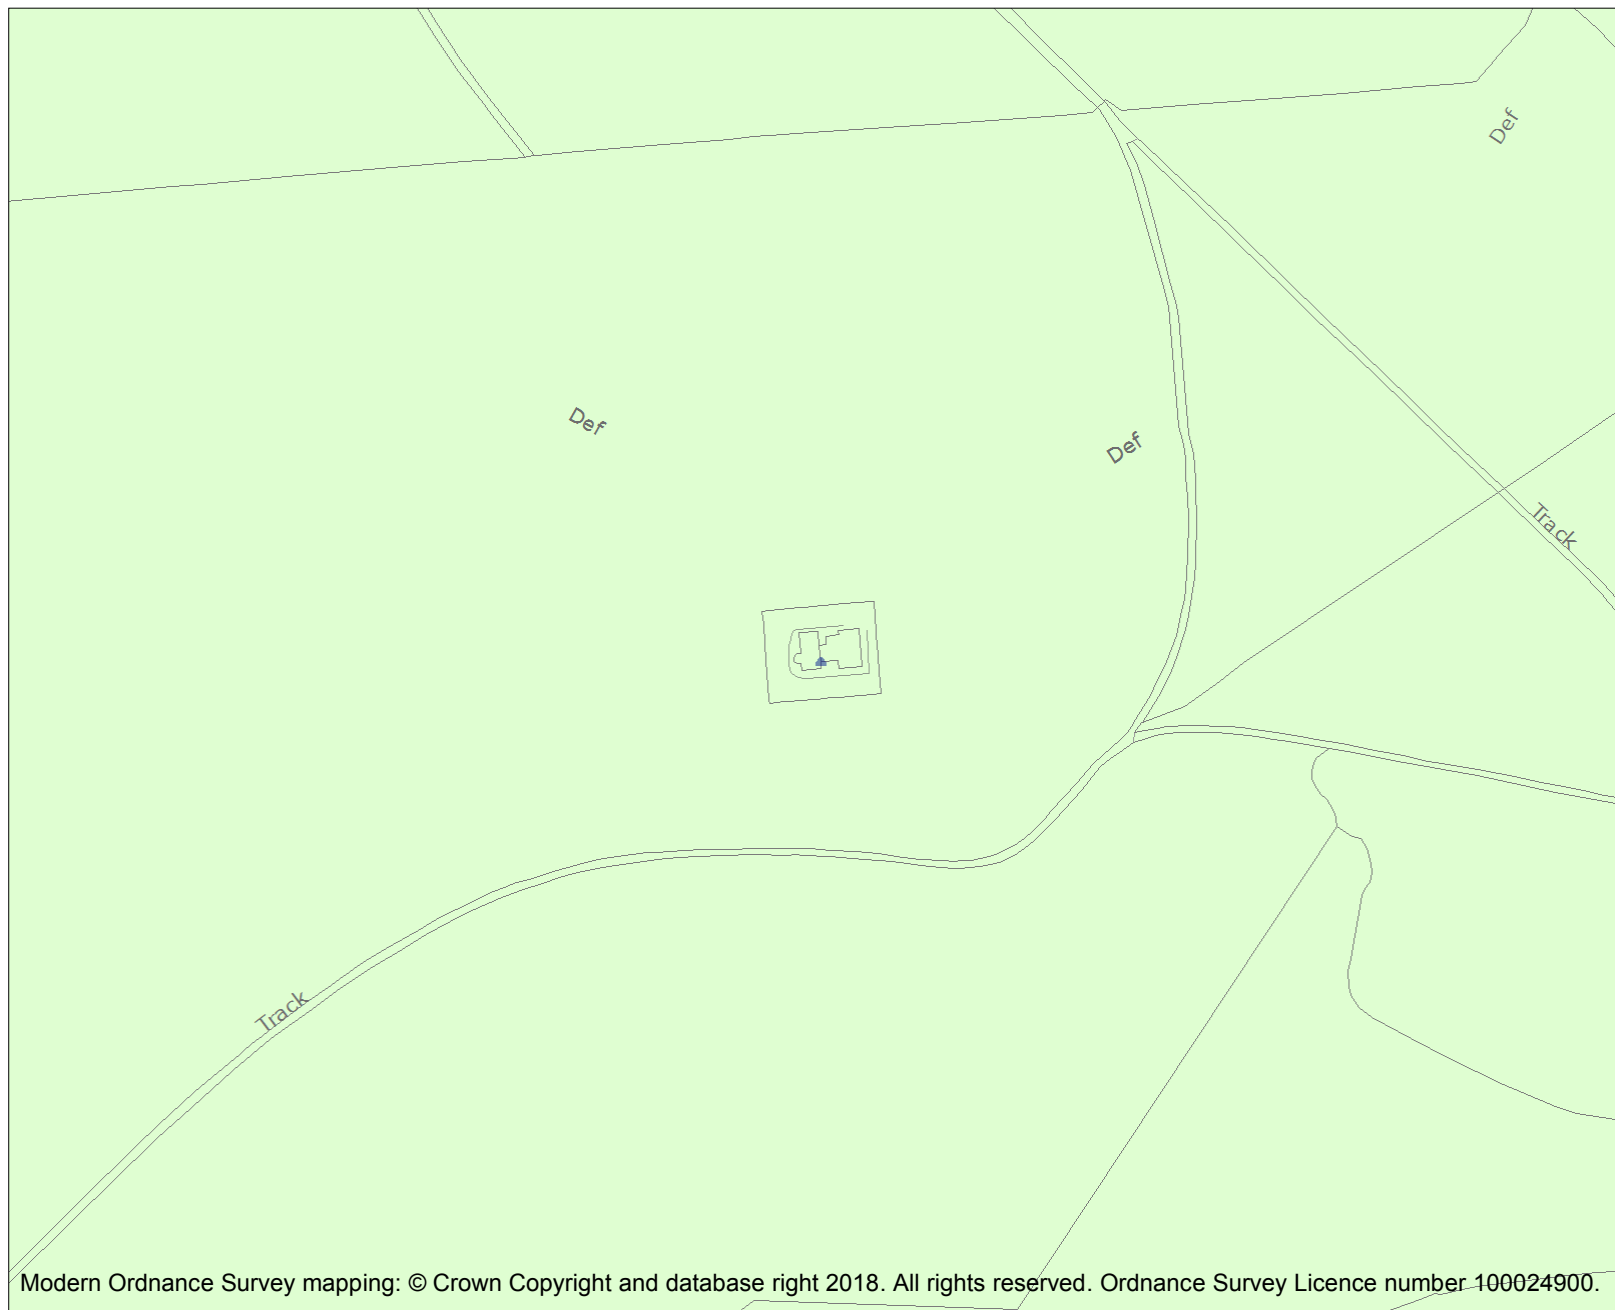 Def
Def
Def
Track
Track
Modern Ordnance Survey mapping: © Crown Copyright and database right 2018. All rights reserved. Ordnance Survey Licence number 100024900.